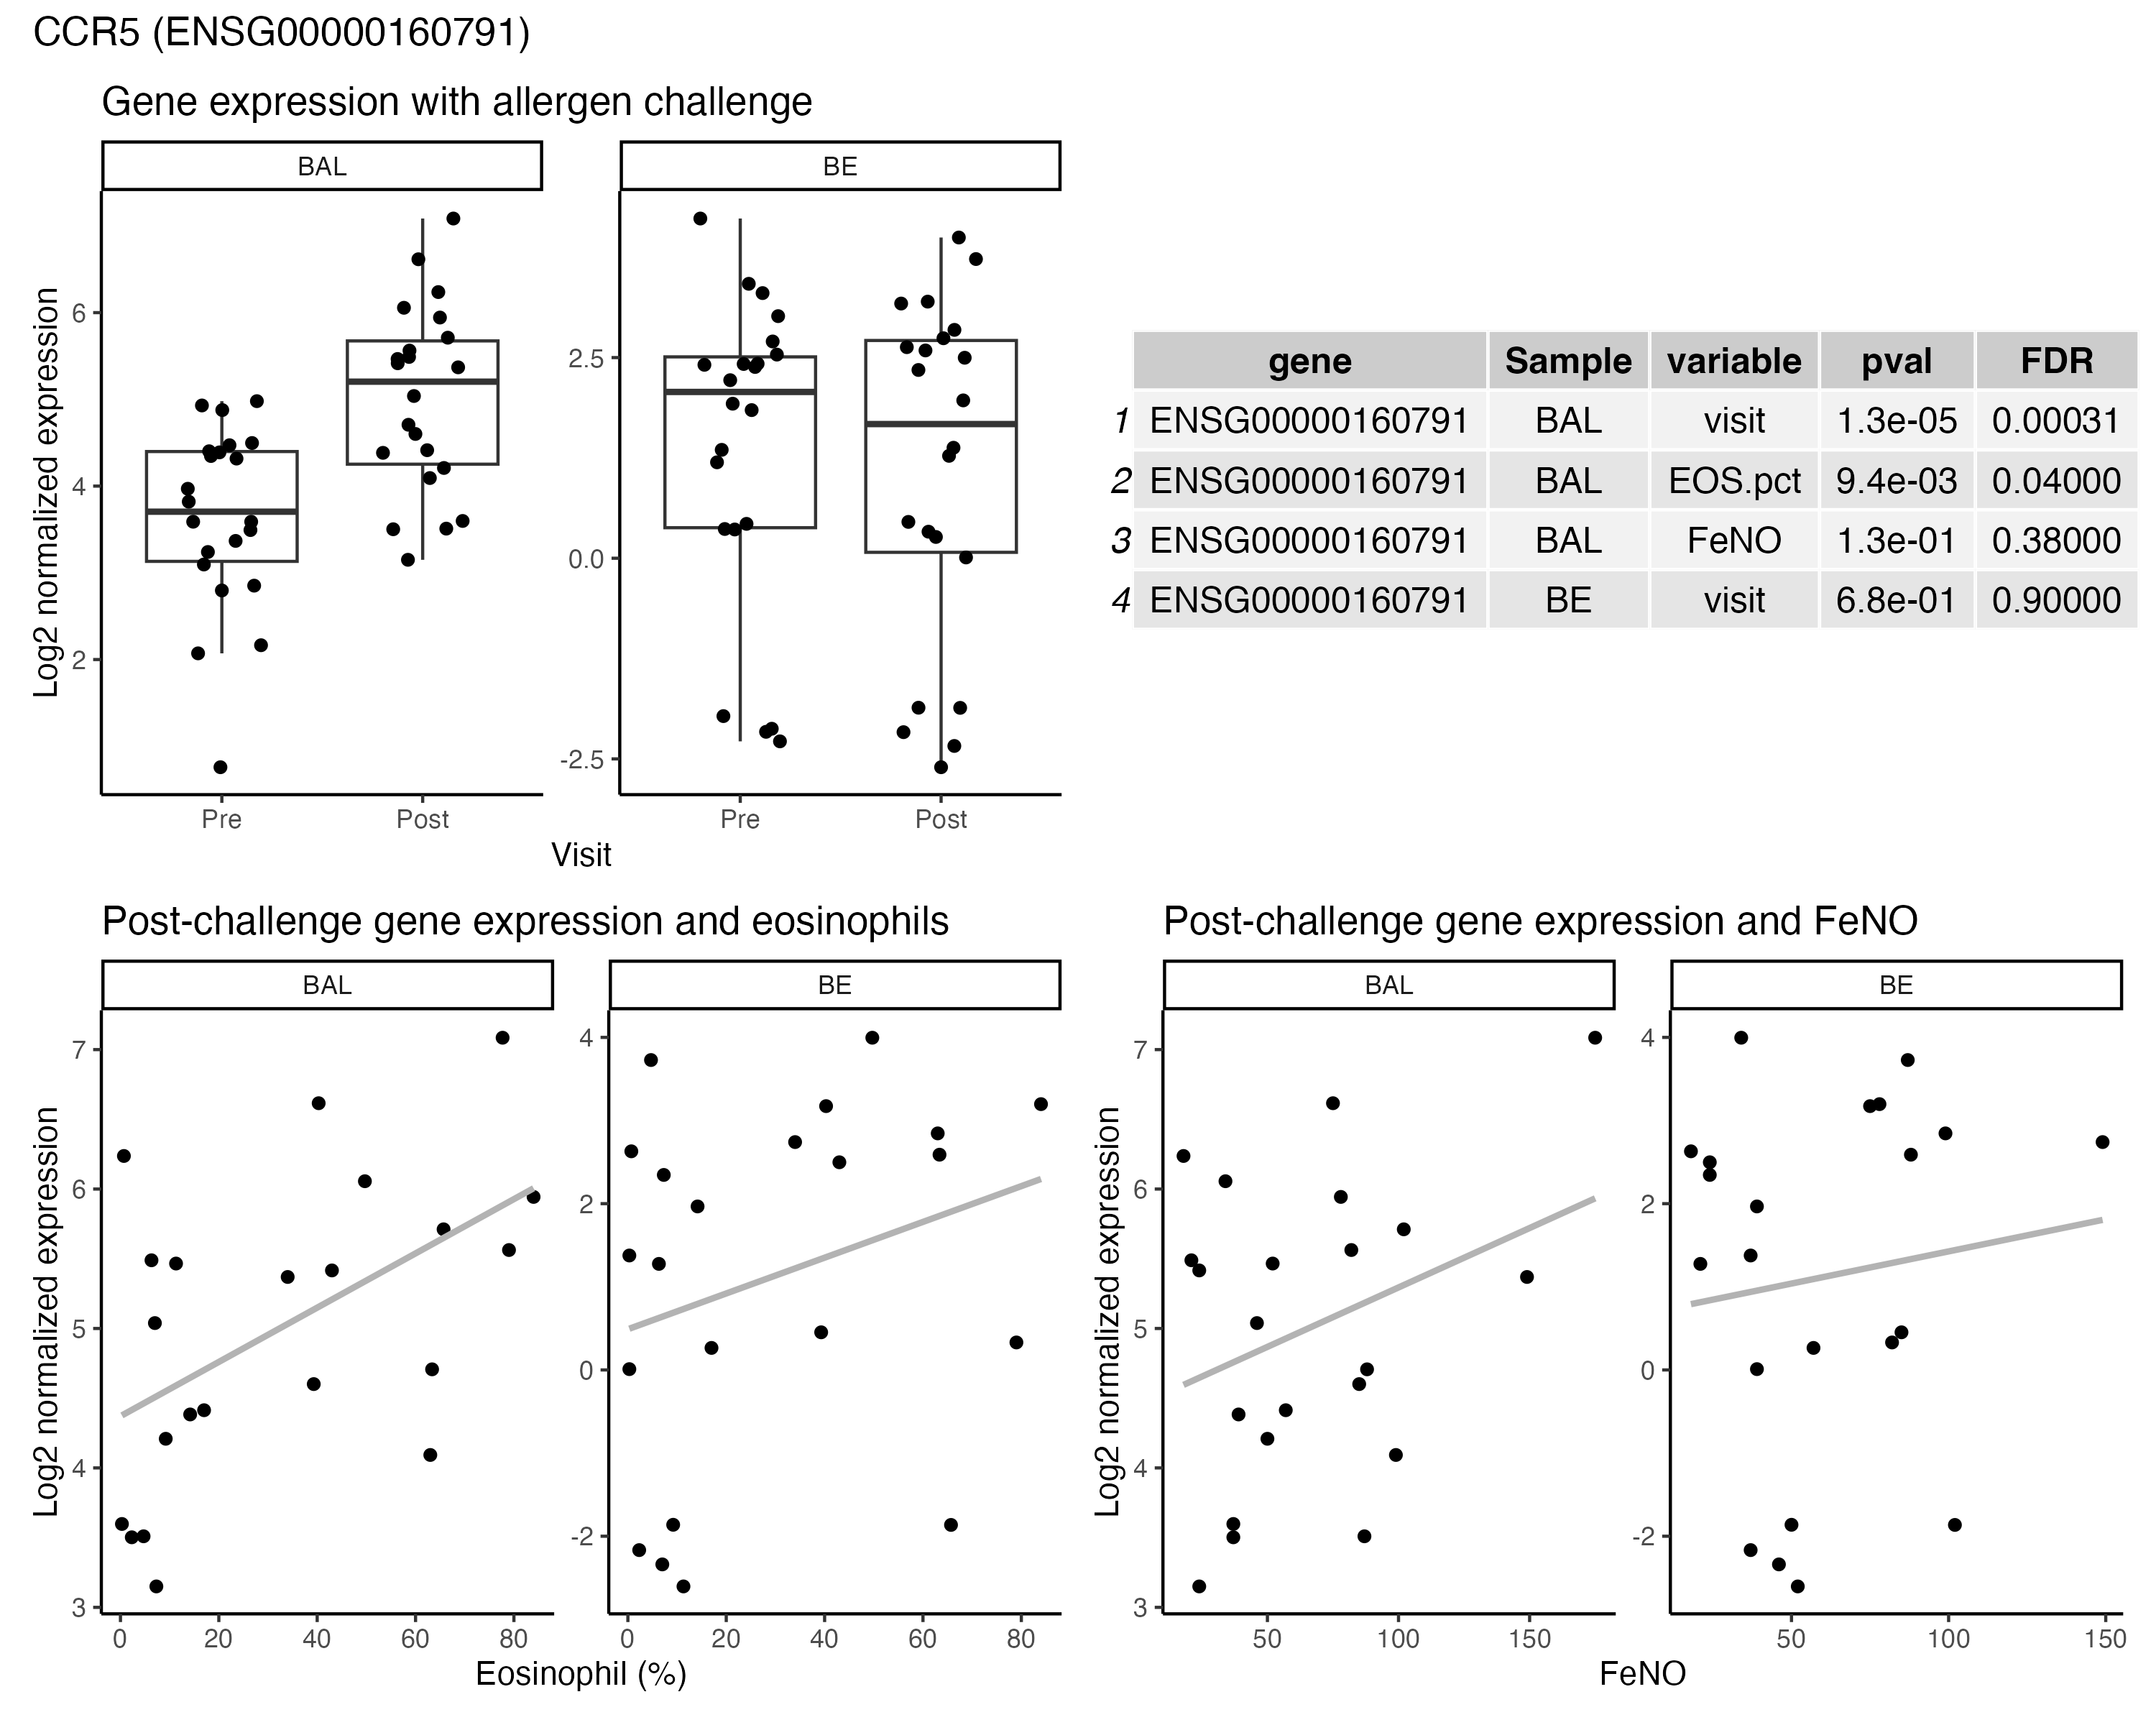 CCR5 (ENSG00000160791)
Gene expression with allergen challenge
BAL
BE
Log2 normalized expression
6
4
2
2.5
0.0
-2.5
Pre
Post
Pre
Post
Visit
gene Sample variable pval FDR
1 ENSG00000160791 BAL visit 1.3e-05 0.00031
2 ENSG00000160791 BAL EOS.pct 9.4e-03 0.04000
3 ENSG00000160791 BAL FeNO 1.3e-01 0.38000
4 ENSG00000160791 BE visit 6.8e-01 0.90000
Post-challenge gene expression and eosinophils
BAL
BE
Log2 normalized expression
7
6
5
4
3
4
2
0
-2
0 20 40 60 80
0 20 40 60 80
Eosinophil (%)
Post-challenge gene expression and FeNO
BAL
BE
Log2 normalized expression
7
6
5
4
3
4
2
0
-2
50 100 150
50 100 150
FeNO